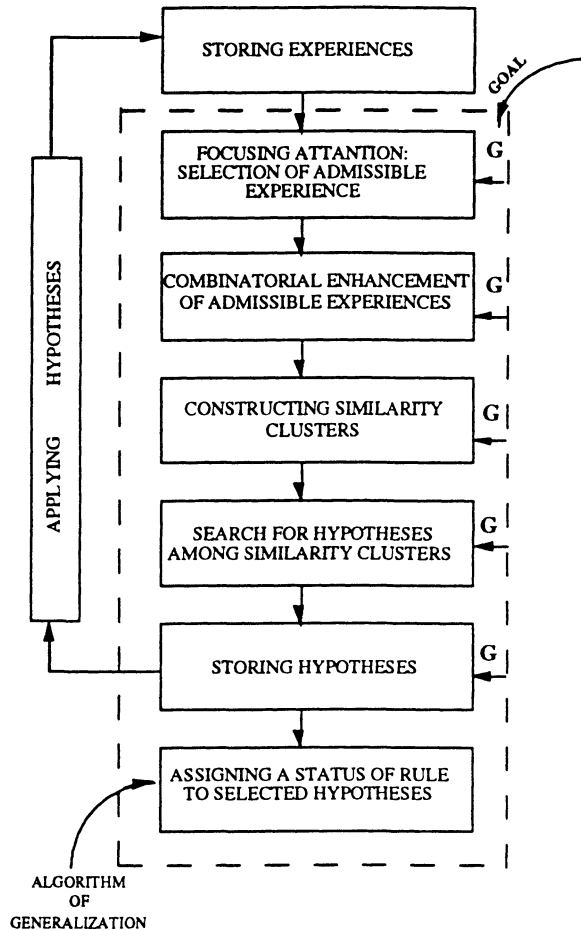 STORING EXPERIENCES
GOAL
FOCUSING ATTANTION:
SELECTION OF ADMISSIBLE
EXPERIENCE
G
COMBINATORIAL ENHANCEMENT
OF ADMISSIBLE EXPERIENCES
G
CONSTRUCTING SIMILARITY
CLUSTERS
G
SEARCH FOR HYPOTHESES
AMONG SIMILARITY CLUSTERS
G
STORING HYPOTHESES
G
ASSIGNING A STATUS OF RULE
TO SELECTED HYPOTHESES
APPLYING HYPOTHESES
ALGORITHM
OF
GENERALIZATION